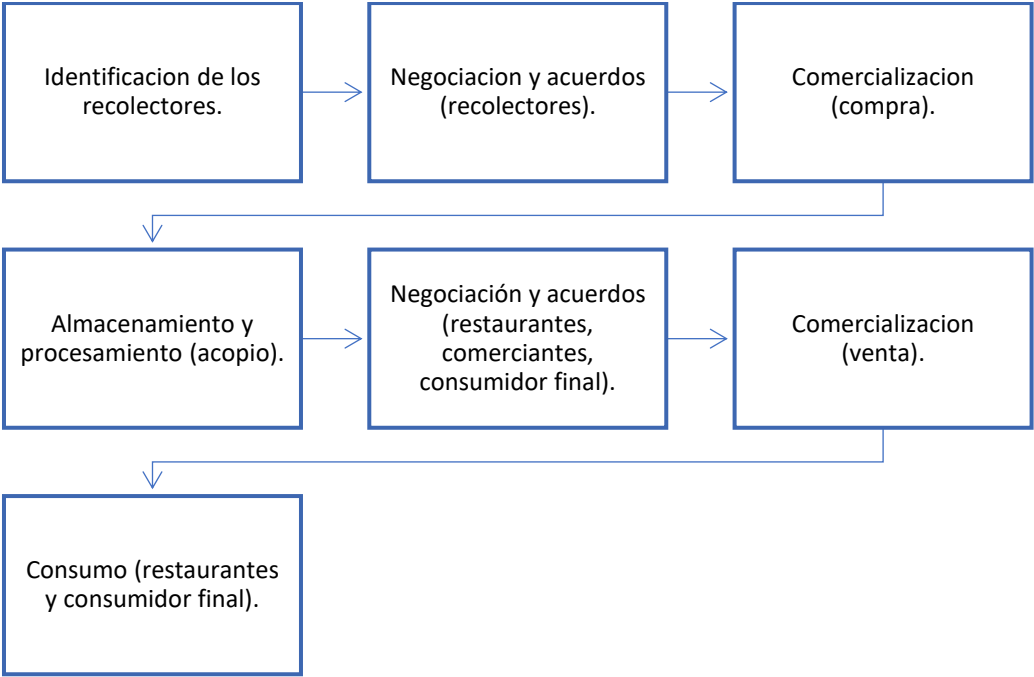 Identificacion de los
recolectores.
Negociacion y acuerdos
(recolectores).
Comercializacion
(compra).
Almacenamiento y
procesamiento (acopio).
Negociación y acuerdos
(restaurantes,
comerciantes,
consumidor final).
Comercializacion
(venta).
Consumo (restaurantes
y consumidor final).